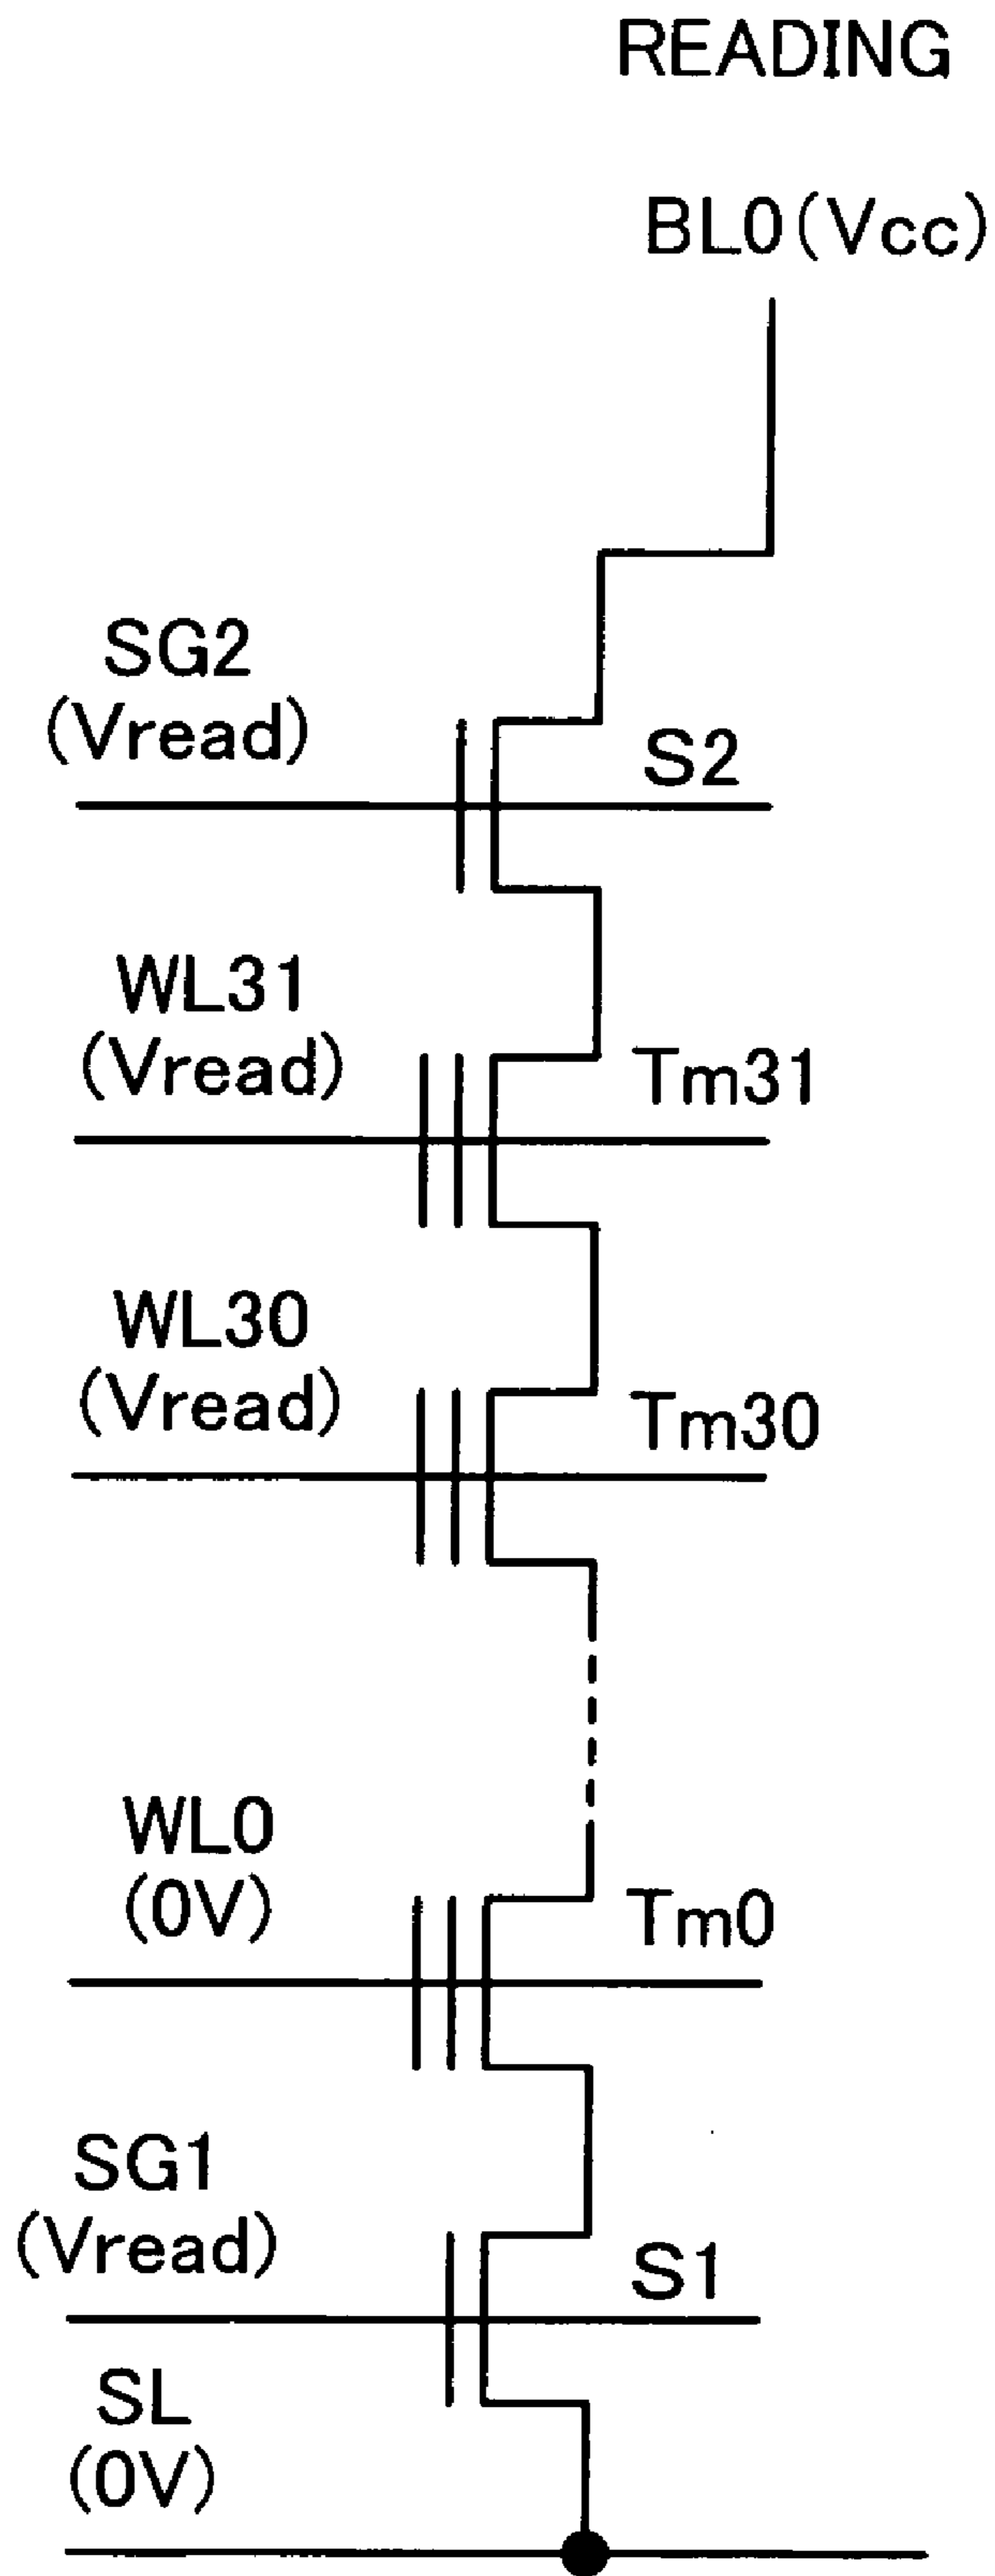 READING
BL0(Vcc)
SG2
(Vread)
S2
WL31
(Vread)
Tm31
WL30
(Vread)
Tm30
WL0
(0V)
Tm0
SG1
(Vread)
S1
SL
(0V)